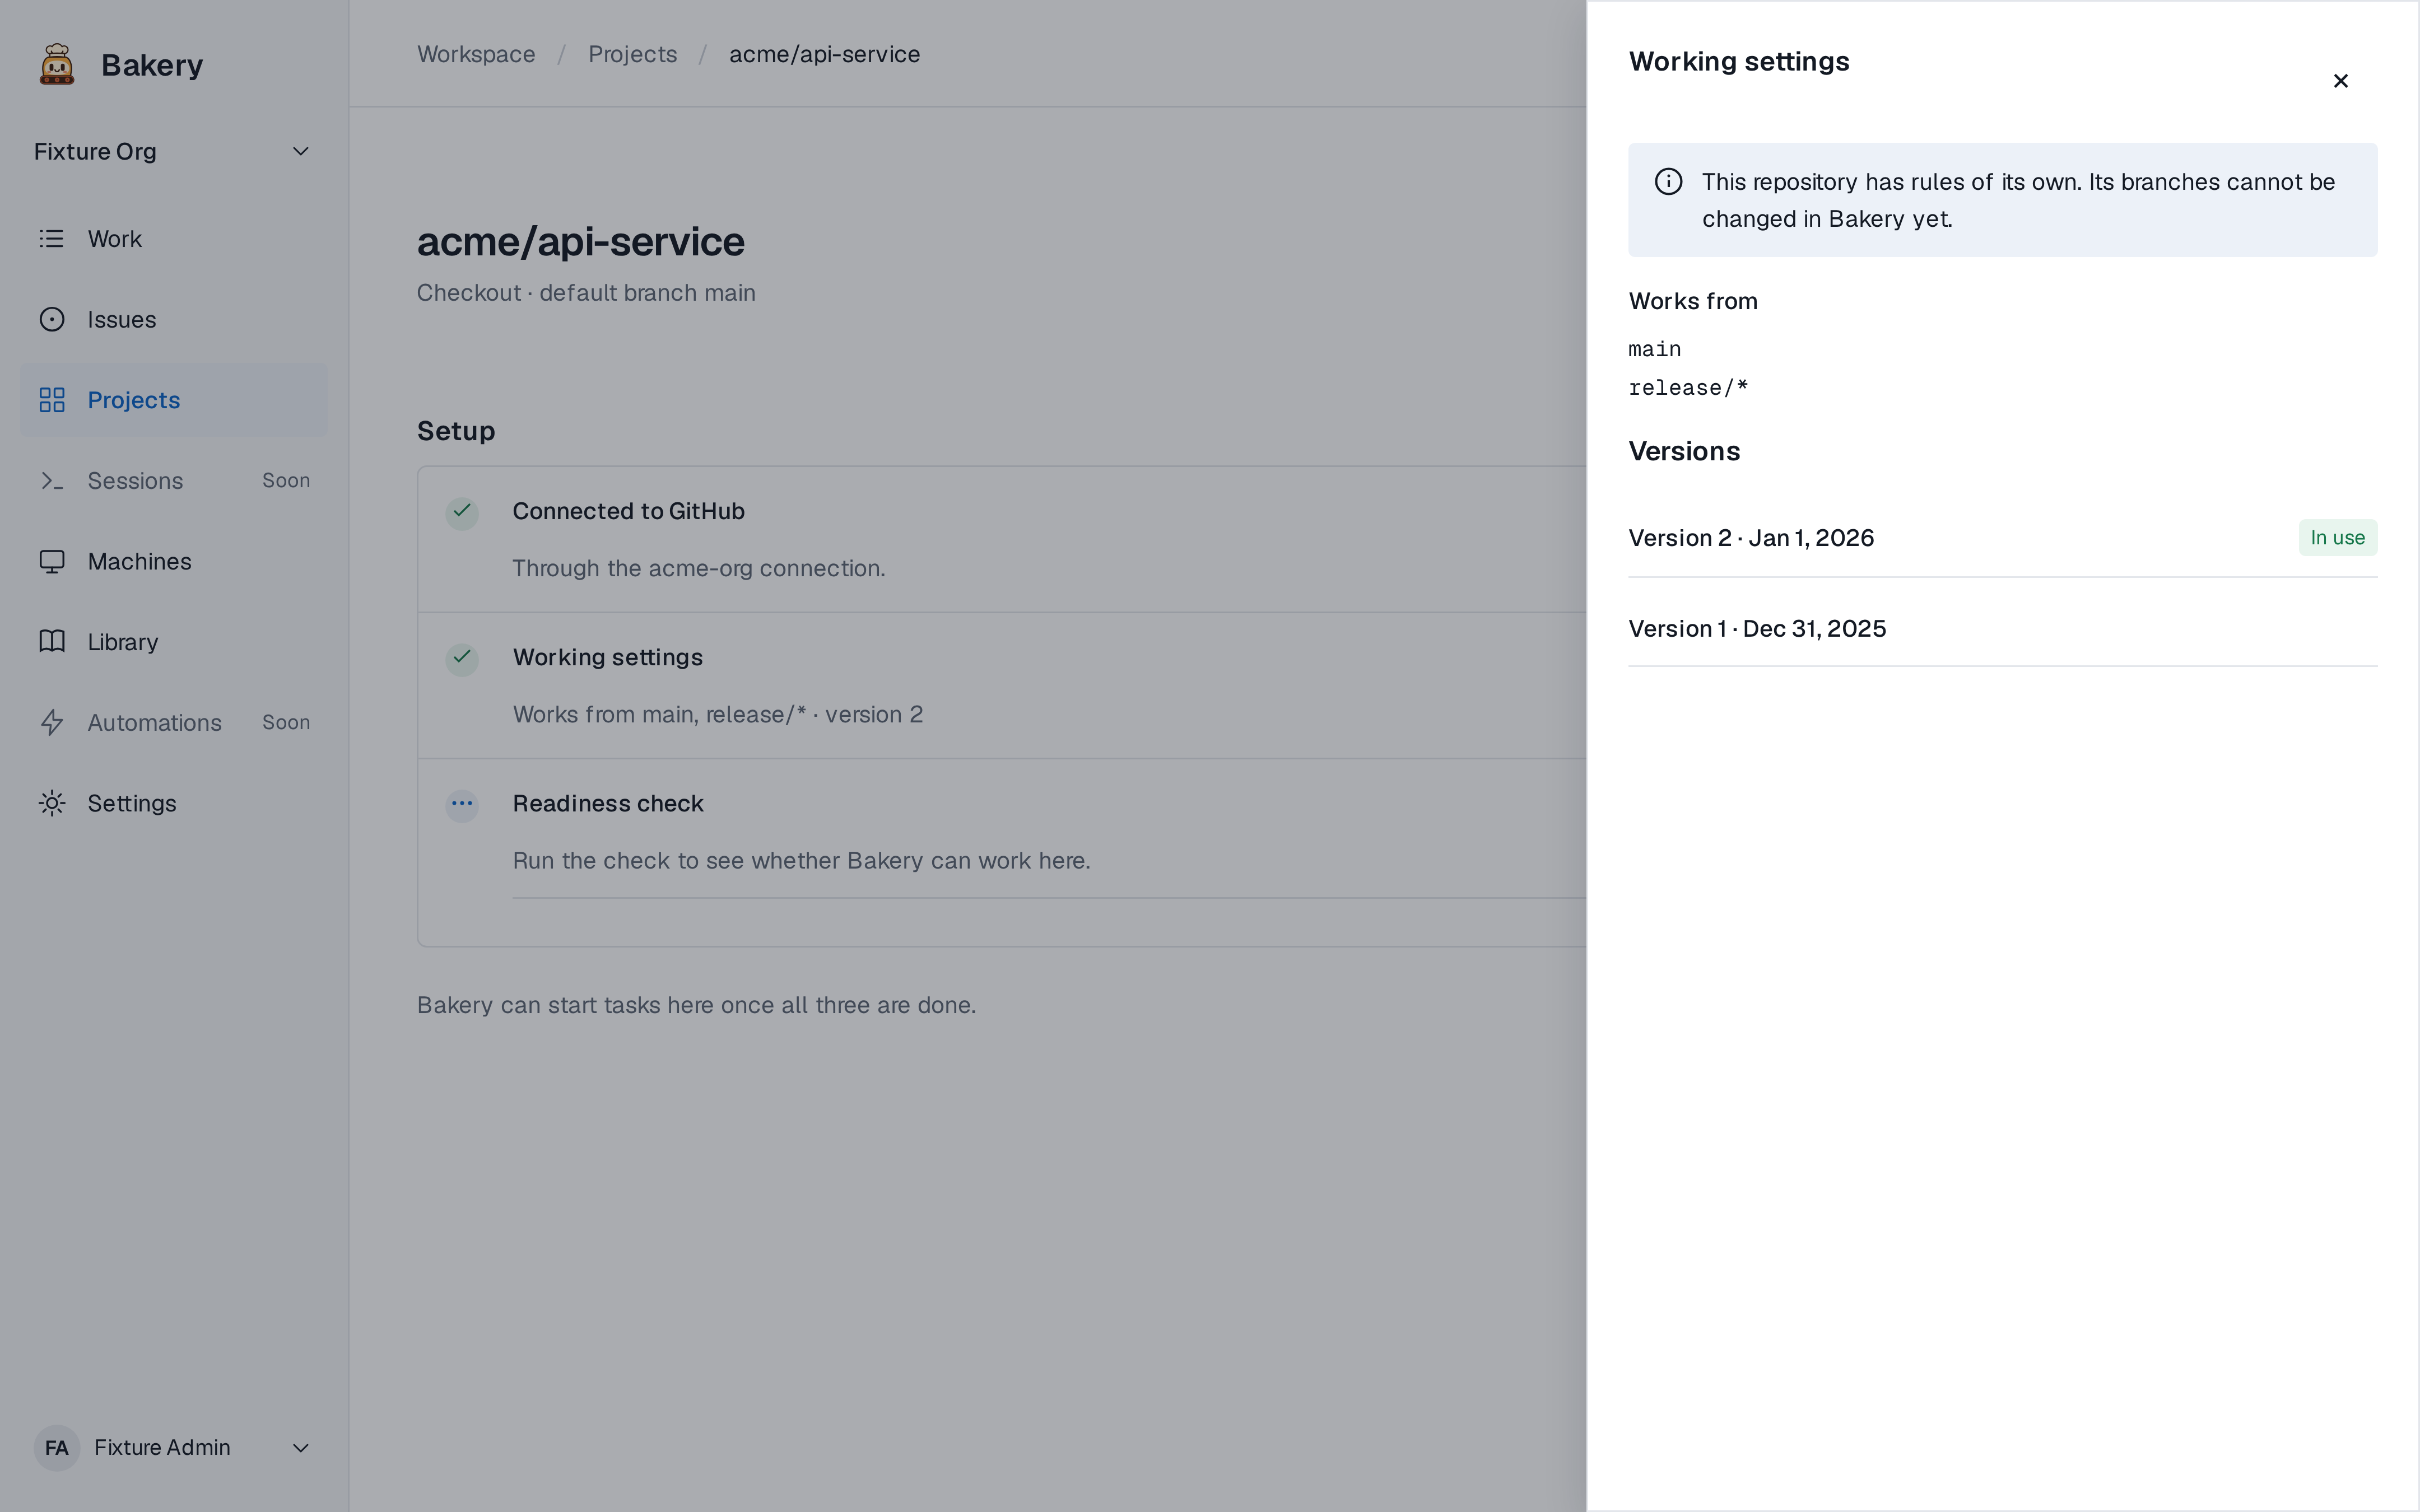 Bakery
Fixture Org
Work
Issues
Projects
Sessions Soon
Machines
Library
Automations Soon
Settings
FA Fixture Admin
Workspace / Projects / acme/api-service
acme/api-service
Checkout · default branch main
Setup
Connected to GitHub
Through the acme-org connection.
Working settings
Works from main, release/* · version 2
Readiness check
Run the check to see whether Bakery can work here.
Bakery can start tasks here once all three are done.
Working settings
This repository has rules of its own. Its branches cannot be
changed in Bakery yet.
Works from
main
release/*
Versions
Version 2 · Jan 1, 2026 In use
Version 1 · Dec 31, 2025